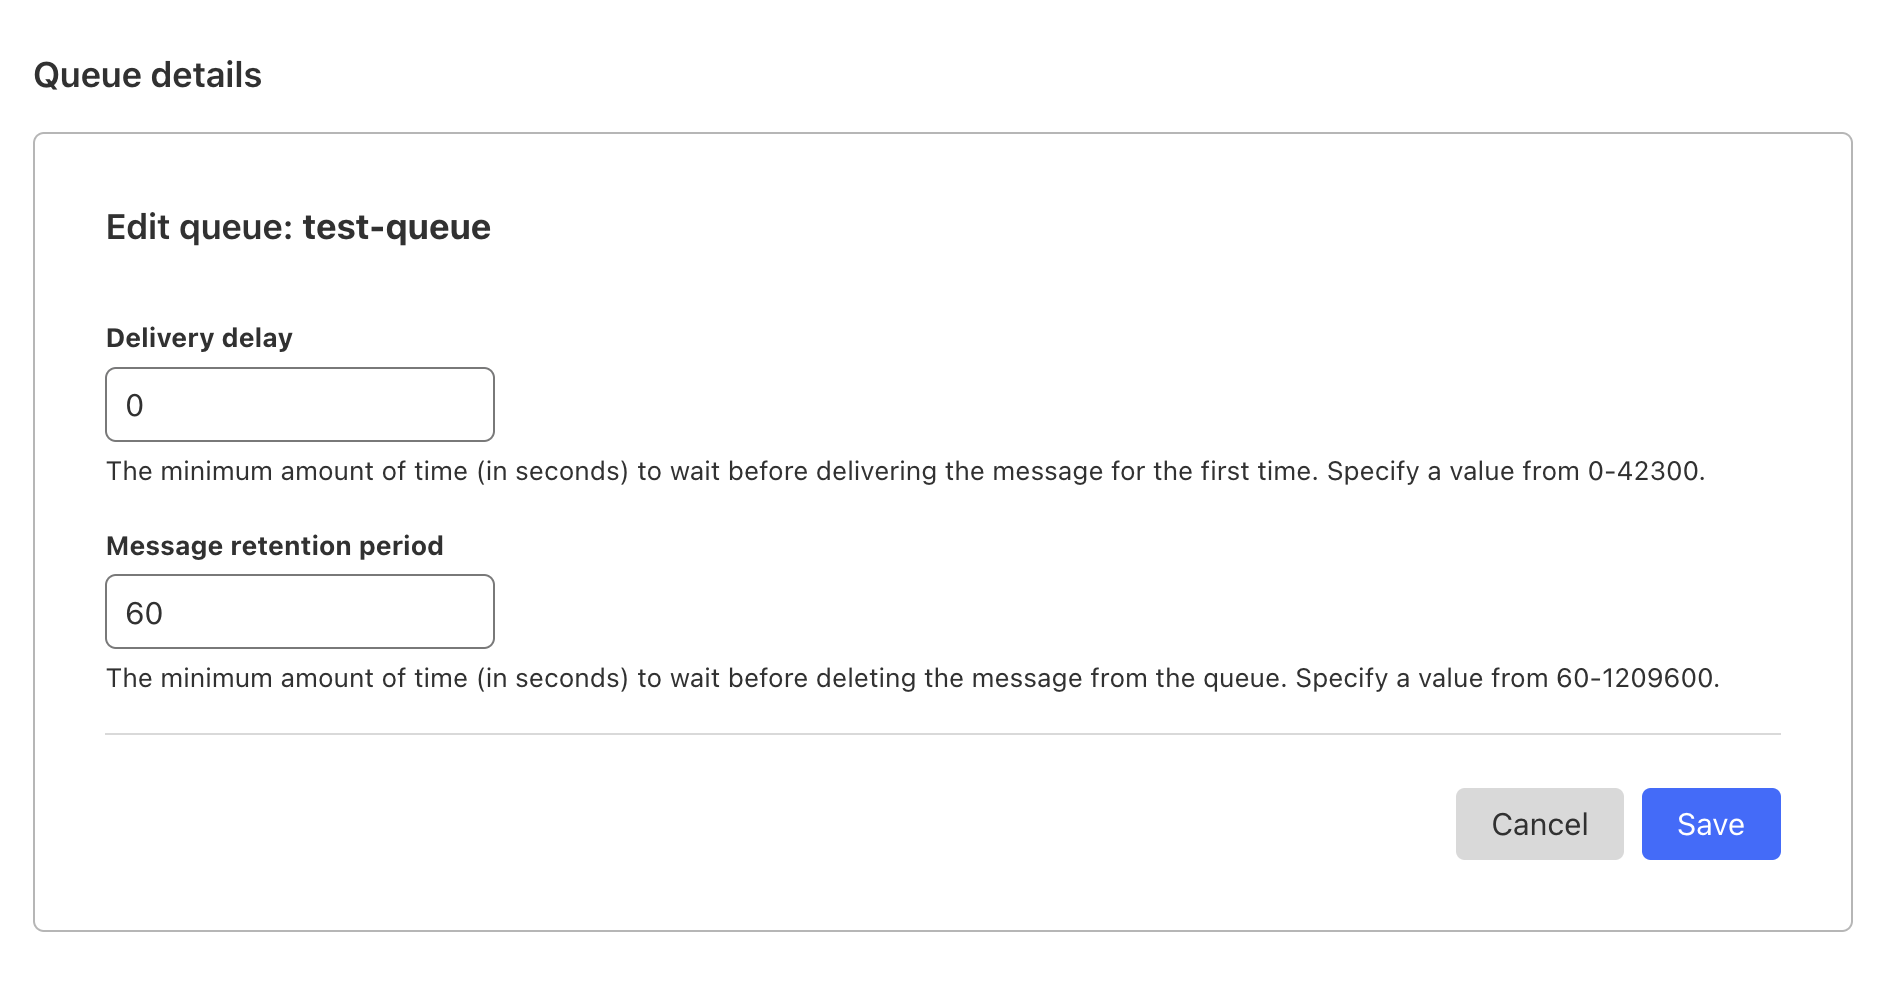 Queue details
Edit queue: test-queue
Delivery delay
0
The minimum amount of time (in seconds) to wait before delivering the message for the first time. Specify a value from 0-42300.
Message retention period
60
The minimum amount of time (in seconds) to wait before deleting the message from the queue. Specify a value from 60-1209600.
Cancel Save